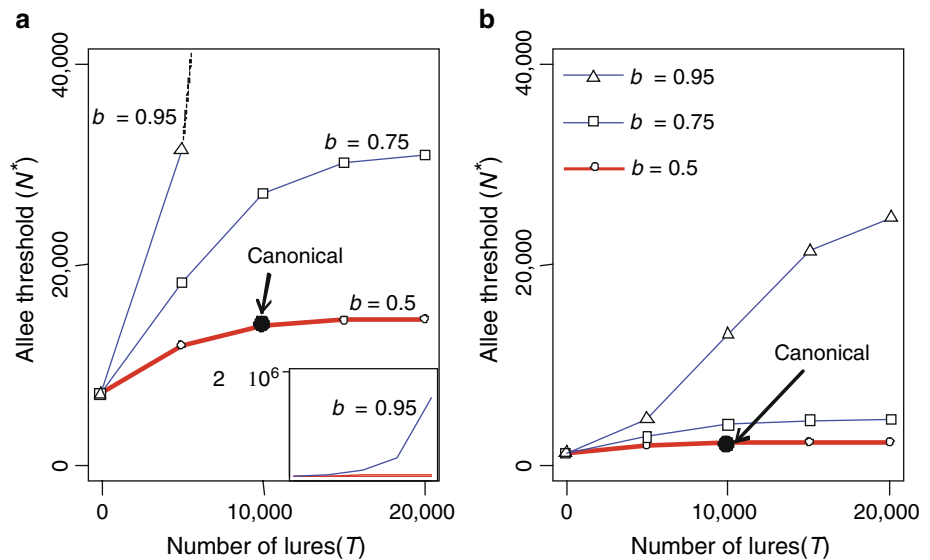 a
Allee threshold (N*)
40,000
20,000
0
b = 0.95
b = 0.75
Canonical
b = 0.5
2 10⁶
b = 0.95
0
10,000
20,000
Number of lures(T)
b
Allee threshold (N*)
40,000
20,000
0
b = 0.95
b = 0.75
b = 0.5
Canonical
0
10,000
20,000
Number of lures(T)